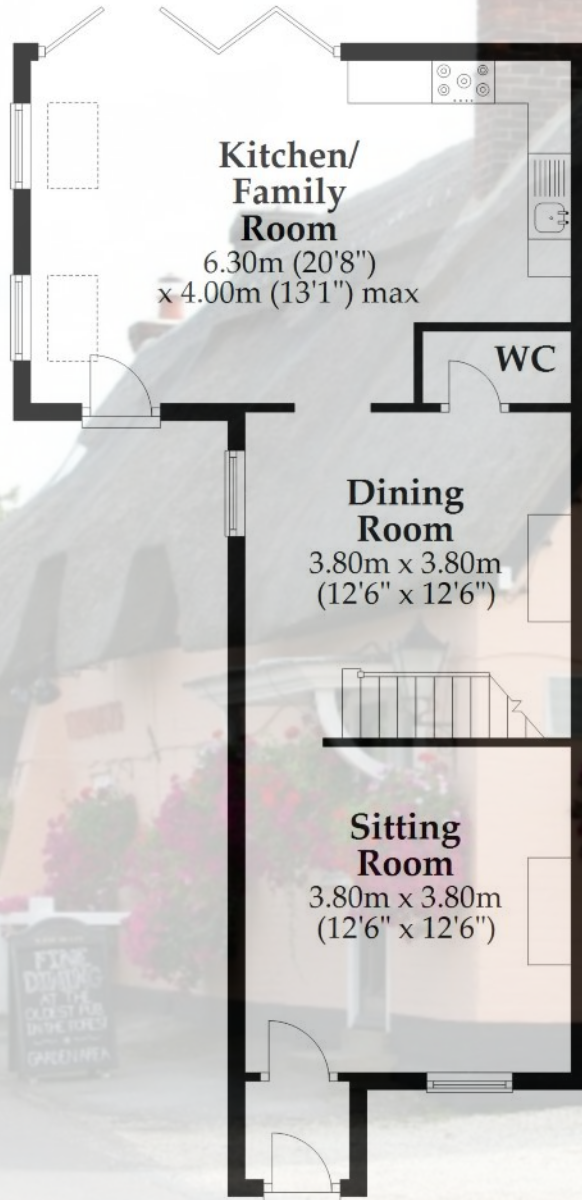 Kitchen/
Family
Room
6.30m (20'8")
x 4.00m (13'1") max
WC
Dining
Room
3.80m x 3.80m
(12'6" x 12'6")
Sitting
Room
3.80m x 3.80m
(12'6" x 12'6")
FINE
DINING
AT THE
OLDEST PUB
IN THE FOREST
GARDEN AREA